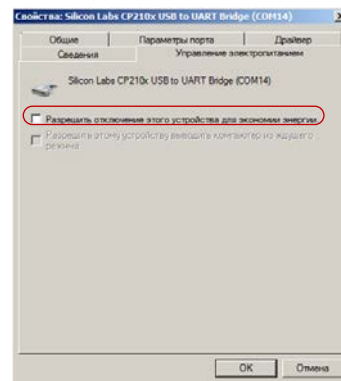 Свойства: Silicon Labs CP210x USB to UART Bridge (COM14)
Общие Параметры порта Драйвер
Сведения Управление электропитанием
Silicon Labs CP210x USB to UART Bridge (COM14)
Разрешить отключение этого устройства для экономии энергии
Разрешить этому устройству выводить компьютер из ждущего
режима
OK Отмена